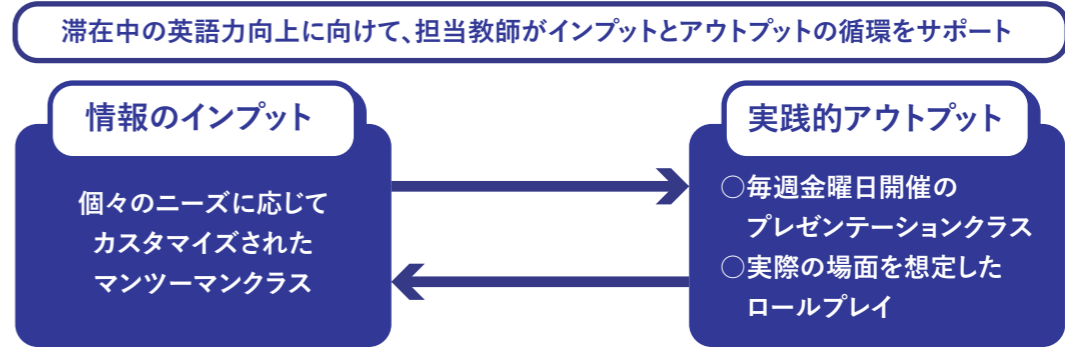 滞在中の英語力向上に向けて、担当教師がインプットとアウトプットの循環をサポート
情報のインプット
個々のニーズに応じて
カスタマイズされた
マンツーマンクラス
実践的アウトプット
○毎週金曜日開催の
プレゼンテーションクラス
○実際の場面を想定した
ロールプレイ